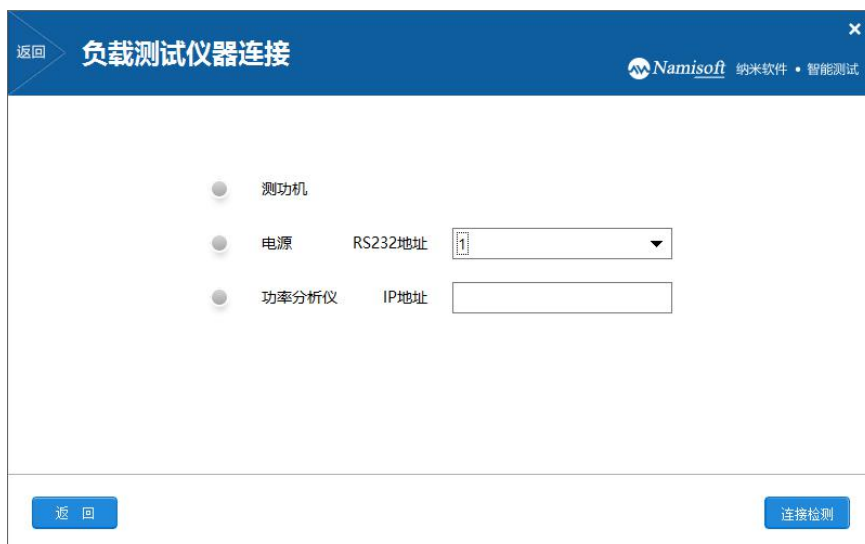 返回 负载测试仪器连接
Namisoft 纳米软件 • 智能测试
测功机
电源 RS232地址 1
功率分析仪 IP地址
返 回 连接检测